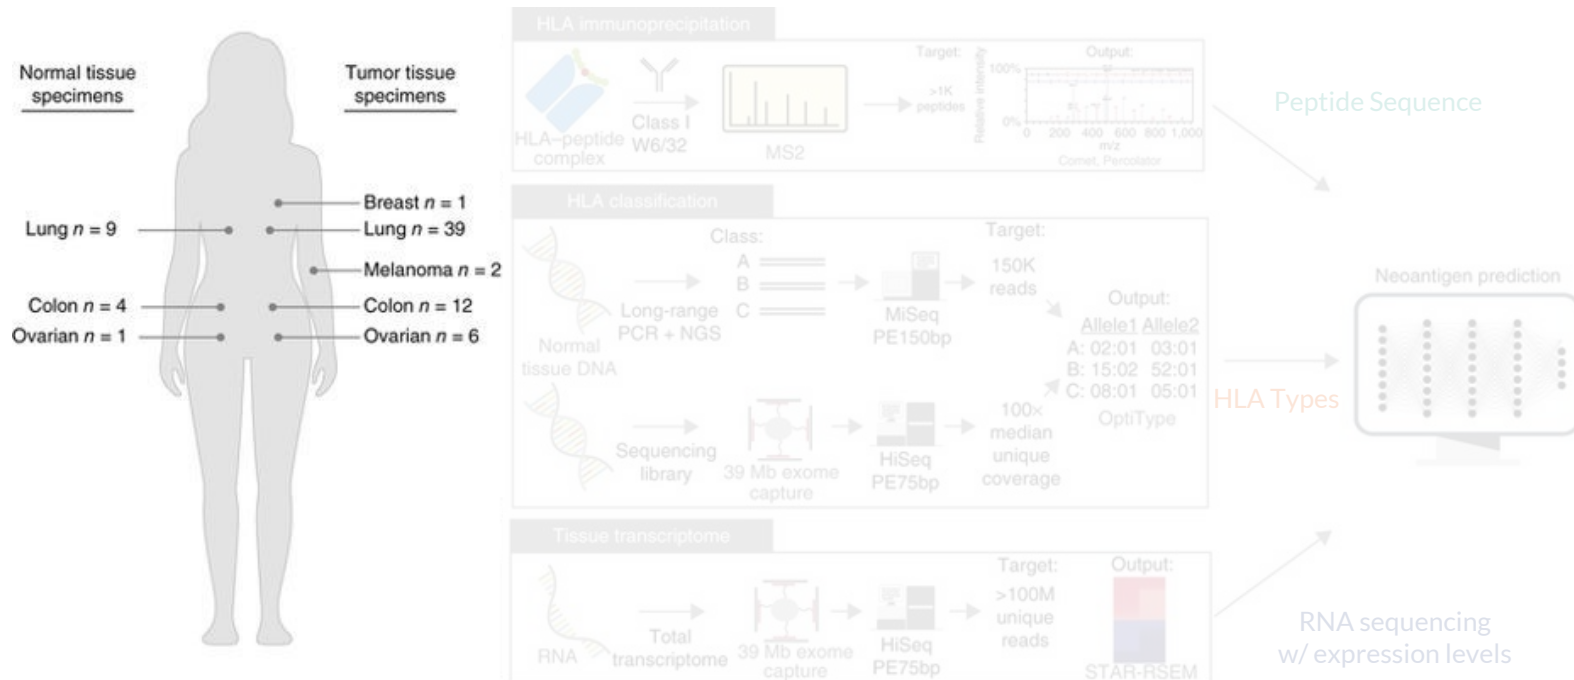 Normal tissue
specimens
Tumor tissue
specimens
Breast n = 1
Lung n = 9
Lung n = 39
Melanoma n = 2
Colon n = 4
Colon n = 12
Ovarian n = 1
Ovarian n = 6
HLA immunoprecipitation
HLA–peptide
complex
Class I
W6/32
MS2
Target:
>1K
peptides
Output:
Relative intensity
100%
0%
0 200 400 600 800 1,000
m/z
Comet, Percolator
Peptide Sequence
HLA classification
Normal
tissue DNA
Long-range
PCR + NGS
Class:
A
B
C
MiSeq
PE150bp
Target:
150K
reads
Sequencing
library
39 Mb exome
capture
HiSeq
PE75bp
100×
median
unique
coverage
Output:
Allele1 Allele2
A: 02:01 03:01
B: 15:02 52:01
C: 08:01 05:01
OptiType
HLA Types
Neoantigen prediction
Tissue transcriptome
RNA
Total
transcriptome
39 Mb exome
capture
HiSeq
PE75bp
Target:
>100M
unique
reads
Output:
STAR-RSEM
RNA sequencing
w/ expression levels